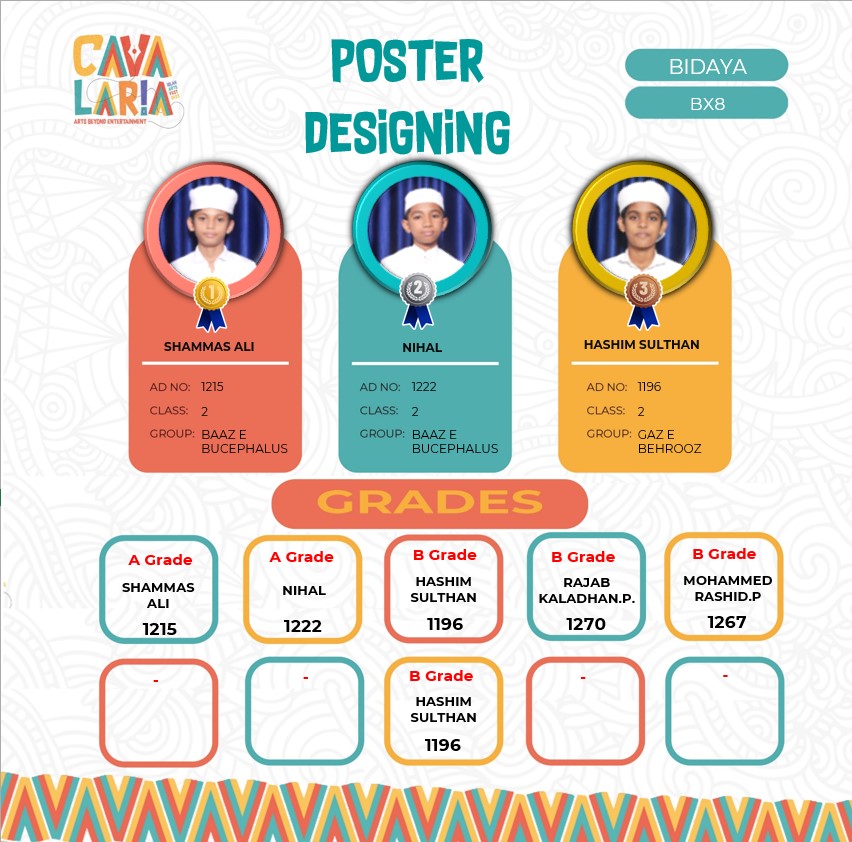 CAVA
LARIA
ARTS BEYOND ENTERTAINMENT
POSTER
DESiGNiNG
BIDAYA
BX8
1
SHAMMAS ALI
AD NO: 1215
CLASS: 2
GROUP: BAAZ E
BUCEPHALUS
2
NIHAL
AD NO: 1222
CLASS: 2
GROUP: BAAZ E
BUCEPHALUS
3
HASHIM SULTHAN
AD NO: 1196
CLASS: 2
GROUP: GAZ E
BEHROOZ
GRADES
A Grade
SHAMMAS
ALI
1215
A Grade
NIHAL
1222
B Grade
HASHIM
SULTHAN
1196
B Grade
RAJAB
KALADHAN.P.
1270
B Grade
MOHAMMED
RASHID.P
1267
-
-
B Grade
HASHIM
SULTHAN
1196
-
-